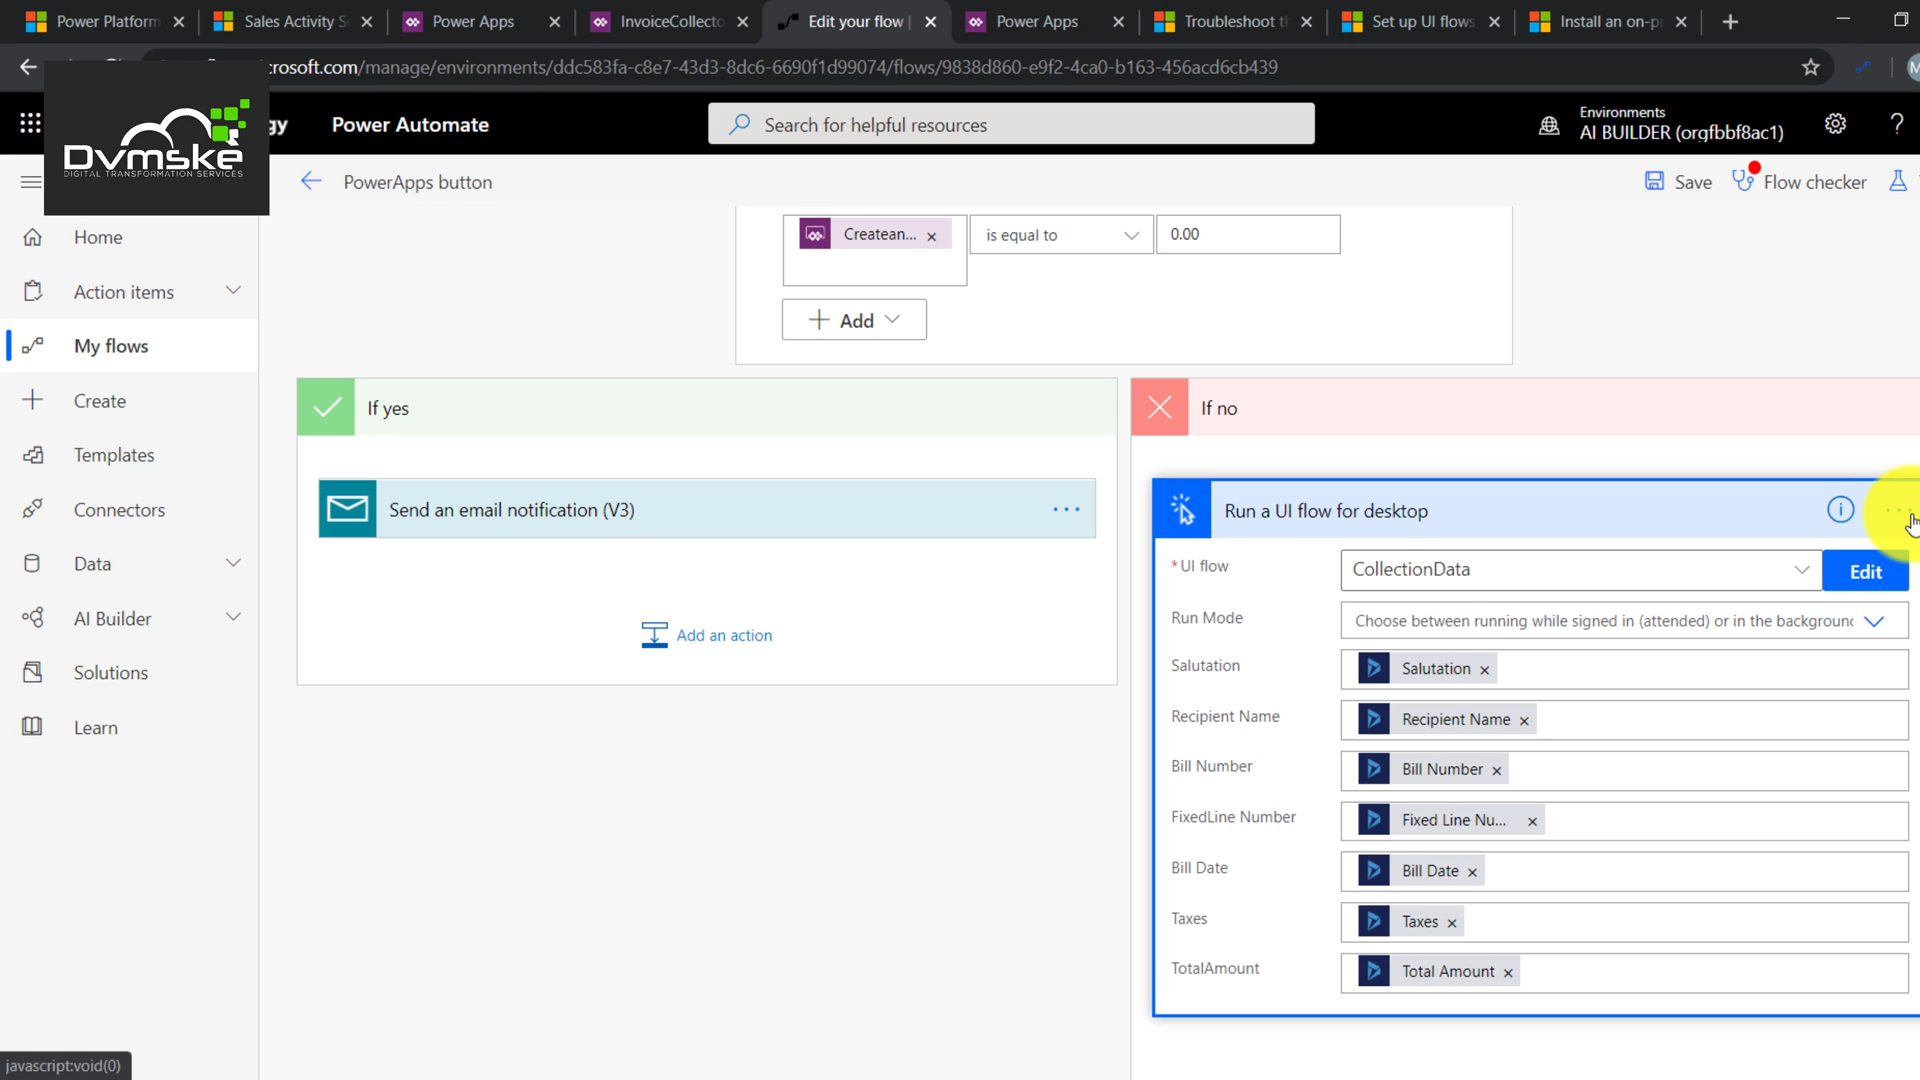 Power Platform
Sales Activity S
Power Apps
InvoiceCollecto
Edit your flow |
Power Apps
Troubleshoot th
Set up UI flows
Install an on-p
crosoft.com/manage/environments/ddc583fa-c8e7-43d3-8dc6-6690f1d99074/flows/9838d860-e9f2-4ca0-b163-456acd6cb439
Dvmske
DIGITAL TRANSFORMATION SERVICES
gy
Power Automate
Search for helpful resources
Environments
AI BUILDER (orgfbbf8ac1)
PowerApps button
Save
Flow checker
Home
Action items
My flows
Create
Templates
Connectors
Data
AI Builder
Solutions
Learn
Createan...
is equal to
0.00
Add
If yes
Send an email notification (V3)
Add an action
If no
Run a UI flow for desktop
* UI flow
CollectionData
Edit
Run Mode
Choose between running while signed in (attended) or in the background
Salutation
Salutation
Recipient Name
Recipient Name
Bill Number
Bill Number
FixedLine Number
Fixed Line Nu...
Bill Date
Bill Date
Taxes
Taxes
TotalAmount
Total Amount
javascript:void(0)